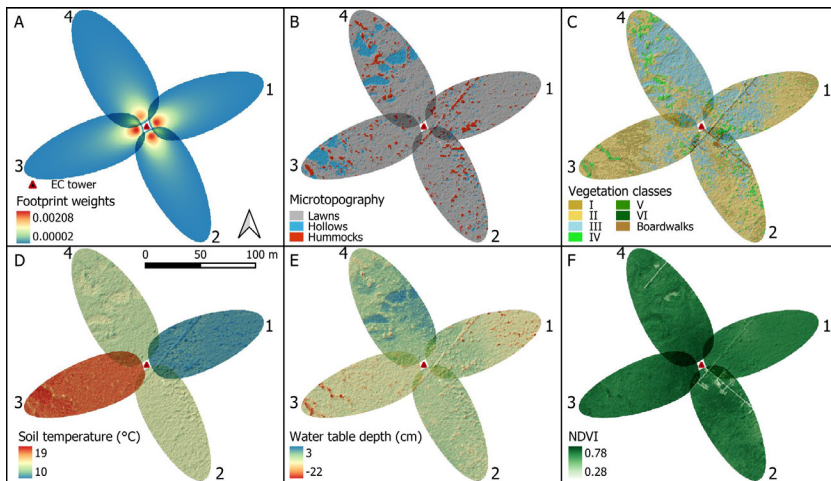 A
4
1
3
2
EC tower
Footprint weights
0.00208
0.00002
B
4
1
3
2
Microtopography
Lawns
Hollows
Hummocks
C
4
1
3
2
Vegetation classes
I
V
II
VI
III
Boardwalks
IV
D
0 50 100 m
4
1
3
2
Soil temperature (°C)
19
10
E
4
1
3
2
Water table depth (cm)
3
-22
F
4
1
3
2
NDVI
0.78
0.28